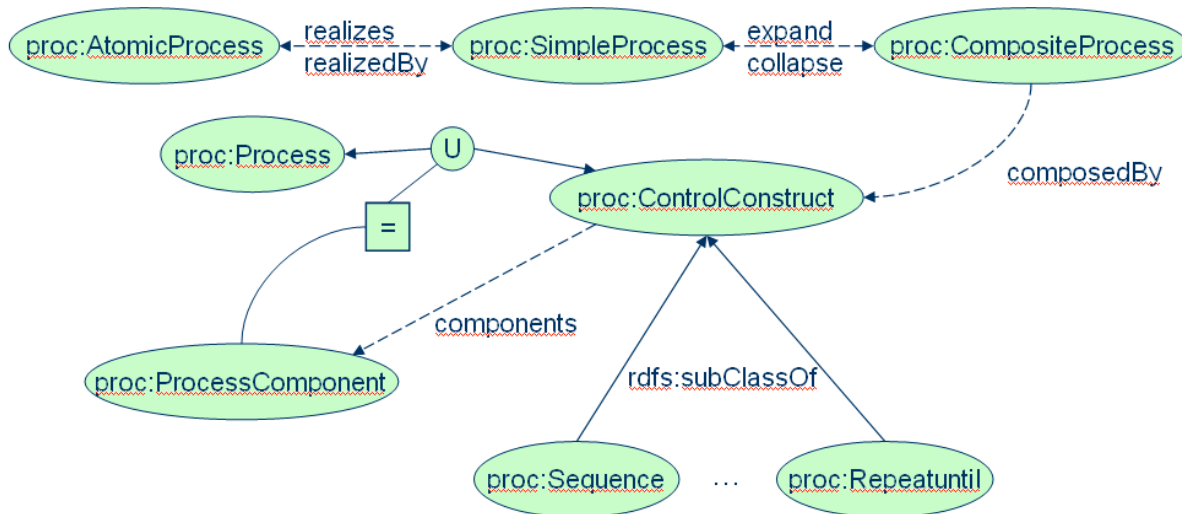 proc:AtomicProcess
realizes
realizedBy
proc:SimpleProcess
expand
collapse
proc:CompositeProcess
proc:Process
U
proc:ControlConstruct
composedBy
=
components
proc:ProcessComponent
rdfs:subClassOf
proc:Sequence
...
proc:Repeatuntil